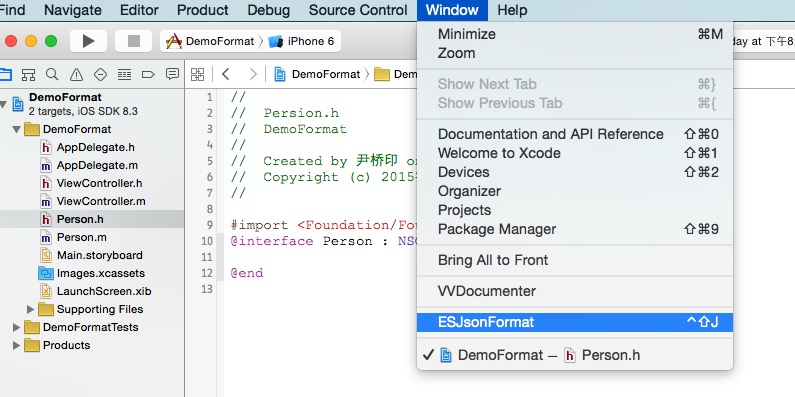 Find Navigate Editor Product Debug Source Control Window Help
DemoFormat iPhone 6
day at 下午8:
DemoFormat
2 targets, iOS SDK 8.3
DemoFormat
AppDelegate.h
AppDelegate.m
ViewController.h
ViewController.m
Person.h
Person.m
Main.storyboard
Images.xcassets
LaunchScreen.xib
Supporting Files
DemoFormatTests
Products
DemoFormat Dem
1 //
2 // Persion.h
3 // DemoFormat
4 //
5 // Created by 尹桥印 on
6 // Copyright (c) 2015
7 //
8
9 #import <Foundation/Fou
10 @interface Person : NSO
11
12 @end
13
Minimize ⌘M
Zoom
Show Next Tab ⌘}
Show Previous Tab ⌘{
Documentation and API Reference ⇧⌘0
Welcome to Xcode ⇧⌘1
Devices ⇧⌘2
Organizer
Projects
Package Manager ⇧⌘9
Bring All to Front
VVDocumenter
ESJsonFormat ^⇧J
✓ DemoFormat — Person.h